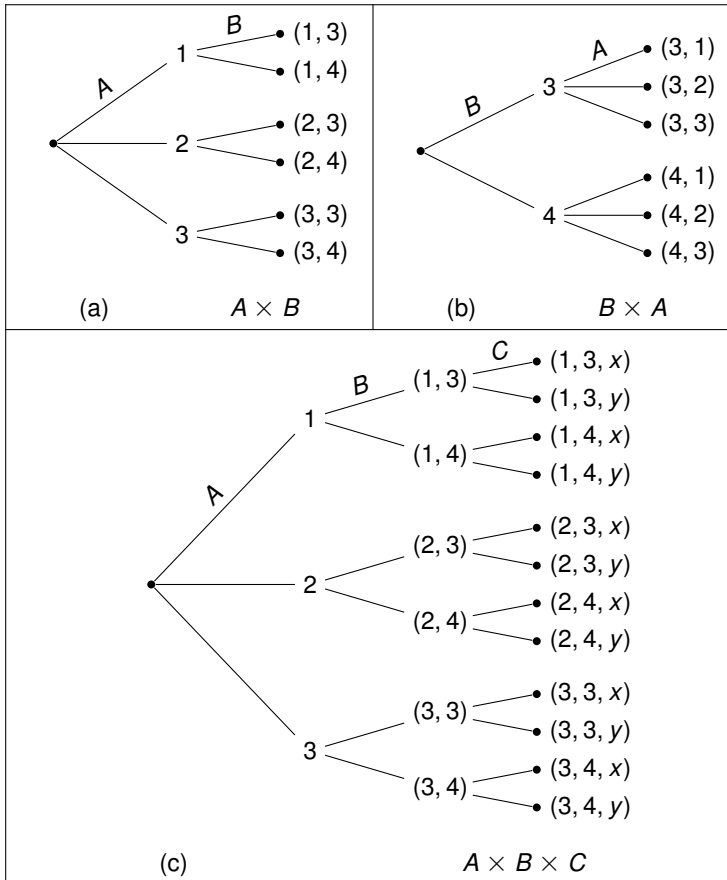 B
(1, 3)
1
(1, 4)
A
(2, 3)
2
(2, 4)
(3, 3)
3
(3, 4)
(a) A × B
A
(3, 1)
3
(3, 2)
B
(3, 3)
(4, 1)
4
(4, 2)
(4, 3)
(b) B × A
C
(1, 3, x)
B
(1, 3)
(1, 3, y)
1
(1, 4, x)
(1, 4)
(1, 4, y)
A
(2, 3, x)
(2, 3)
(2, 3, y)
2
(2, 4, x)
(2, 4)
(2, 4, y)
(3, 3, x)
(3, 3)
(3, 3, y)
3
(3, 4, x)
(3, 4)
(3, 4, y)
(c) A × B × C